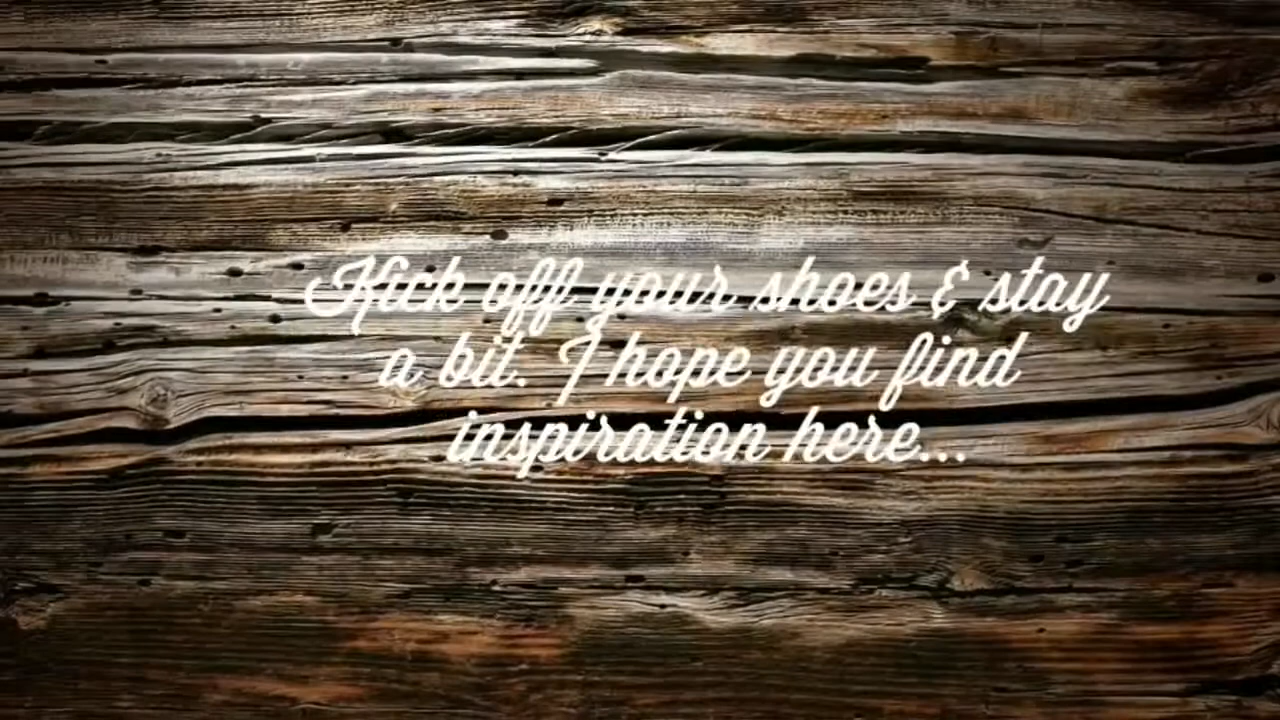 Kick off your shoes & stay
a bit. I hope you find
inspiration here...